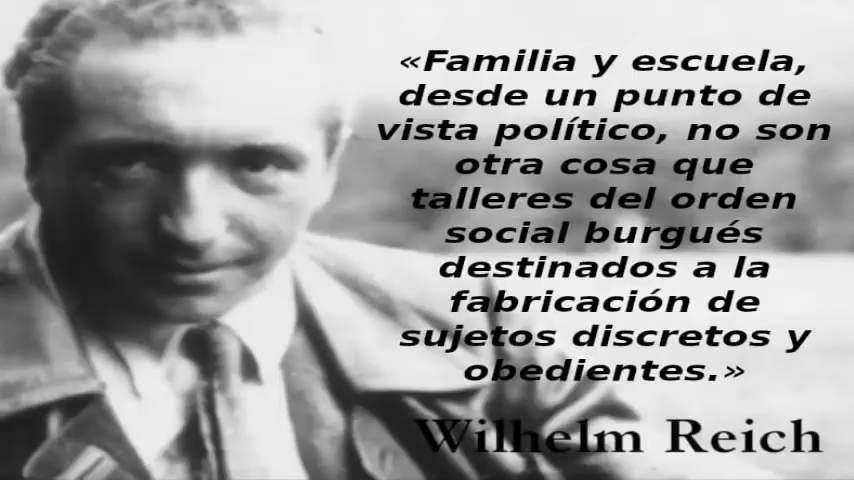 «Familia y escuela,
desde un punto de
vista político, no son
otra cosa que
talleres del orden
social burgués
destinados a la
fabricación de
sujetos discretos y
obedientes.»
Wilhelm Reich